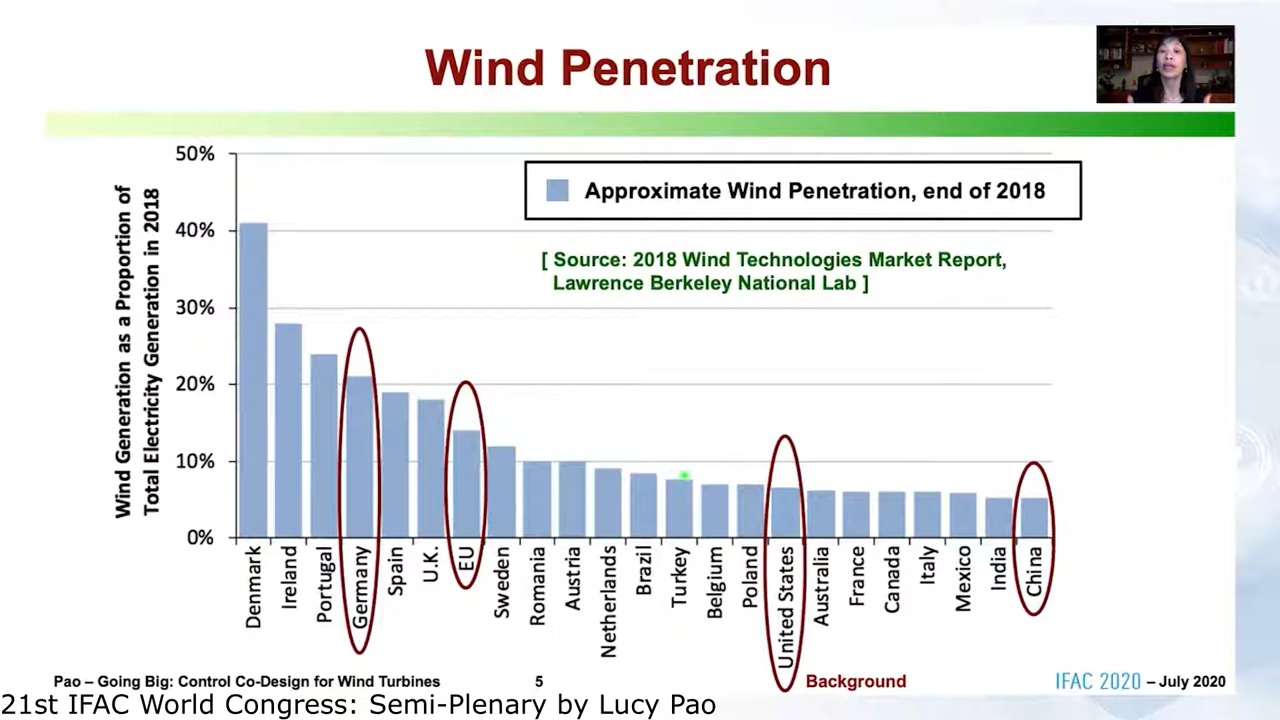 Wind Penetration
50%
40%
30%
20%
10%
0%
Wind Generation as a Proportion of
Total Electricity Generation in 2018
Approximate Wind Penetration, end of 2018
[ Source: 2018 Wind Technologies Market Report,
Lawrence Berkeley National Lab ]
Denmark
Ireland
Portugal
Germany
Spain
U.K.
EU
Sweden
Romania
Austria
Netherlands
Brazil
Turkey
Belgium
Poland
United States
Australia
France
Canada
Italy
Mexico
India
China
Pao – Going Big: Control Co-Design for Wind Turbines
5
Background
IFAC 2020 – July 2020
21st IFAC World Congress: Semi-Plenary by Lucy Pao